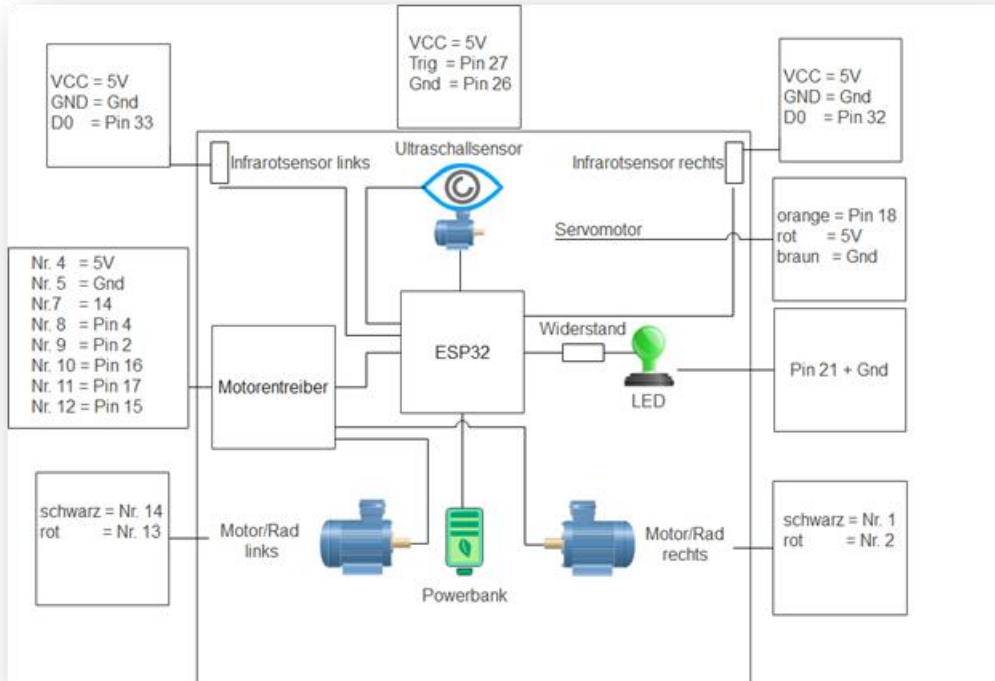 VCC = 5V
Trig = Pin 27
Gnd = Pin 26
VCC = 5V
GND = Gnd
D0 = Pin 33
VCC = 5V
GND = Gnd
D0 = Pin 32
Infrarotsensor links
Ultraschallsensor
Infrarotsensor rechts
Servomotor
orange = Pin 18
rot = 5V
braun = Gnd
Nr. 4 = 5V
Nr. 5 = Gnd
Nr.7 = 14
Nr. 8 = Pin 4
Nr. 9 = Pin 2
Nr. 10 = Pin 16
Nr. 11 = Pin 17
Nr. 12 = Pin 15
Motorentreiber
ESP32
Widerstand
LED
Pin 21 + Gnd
schwarz = Nr. 14
rot = Nr. 13
Motor/Rad
links
Powerbank
Motor/Rad
rechts
schwarz = Nr. 1
rot = Nr. 2